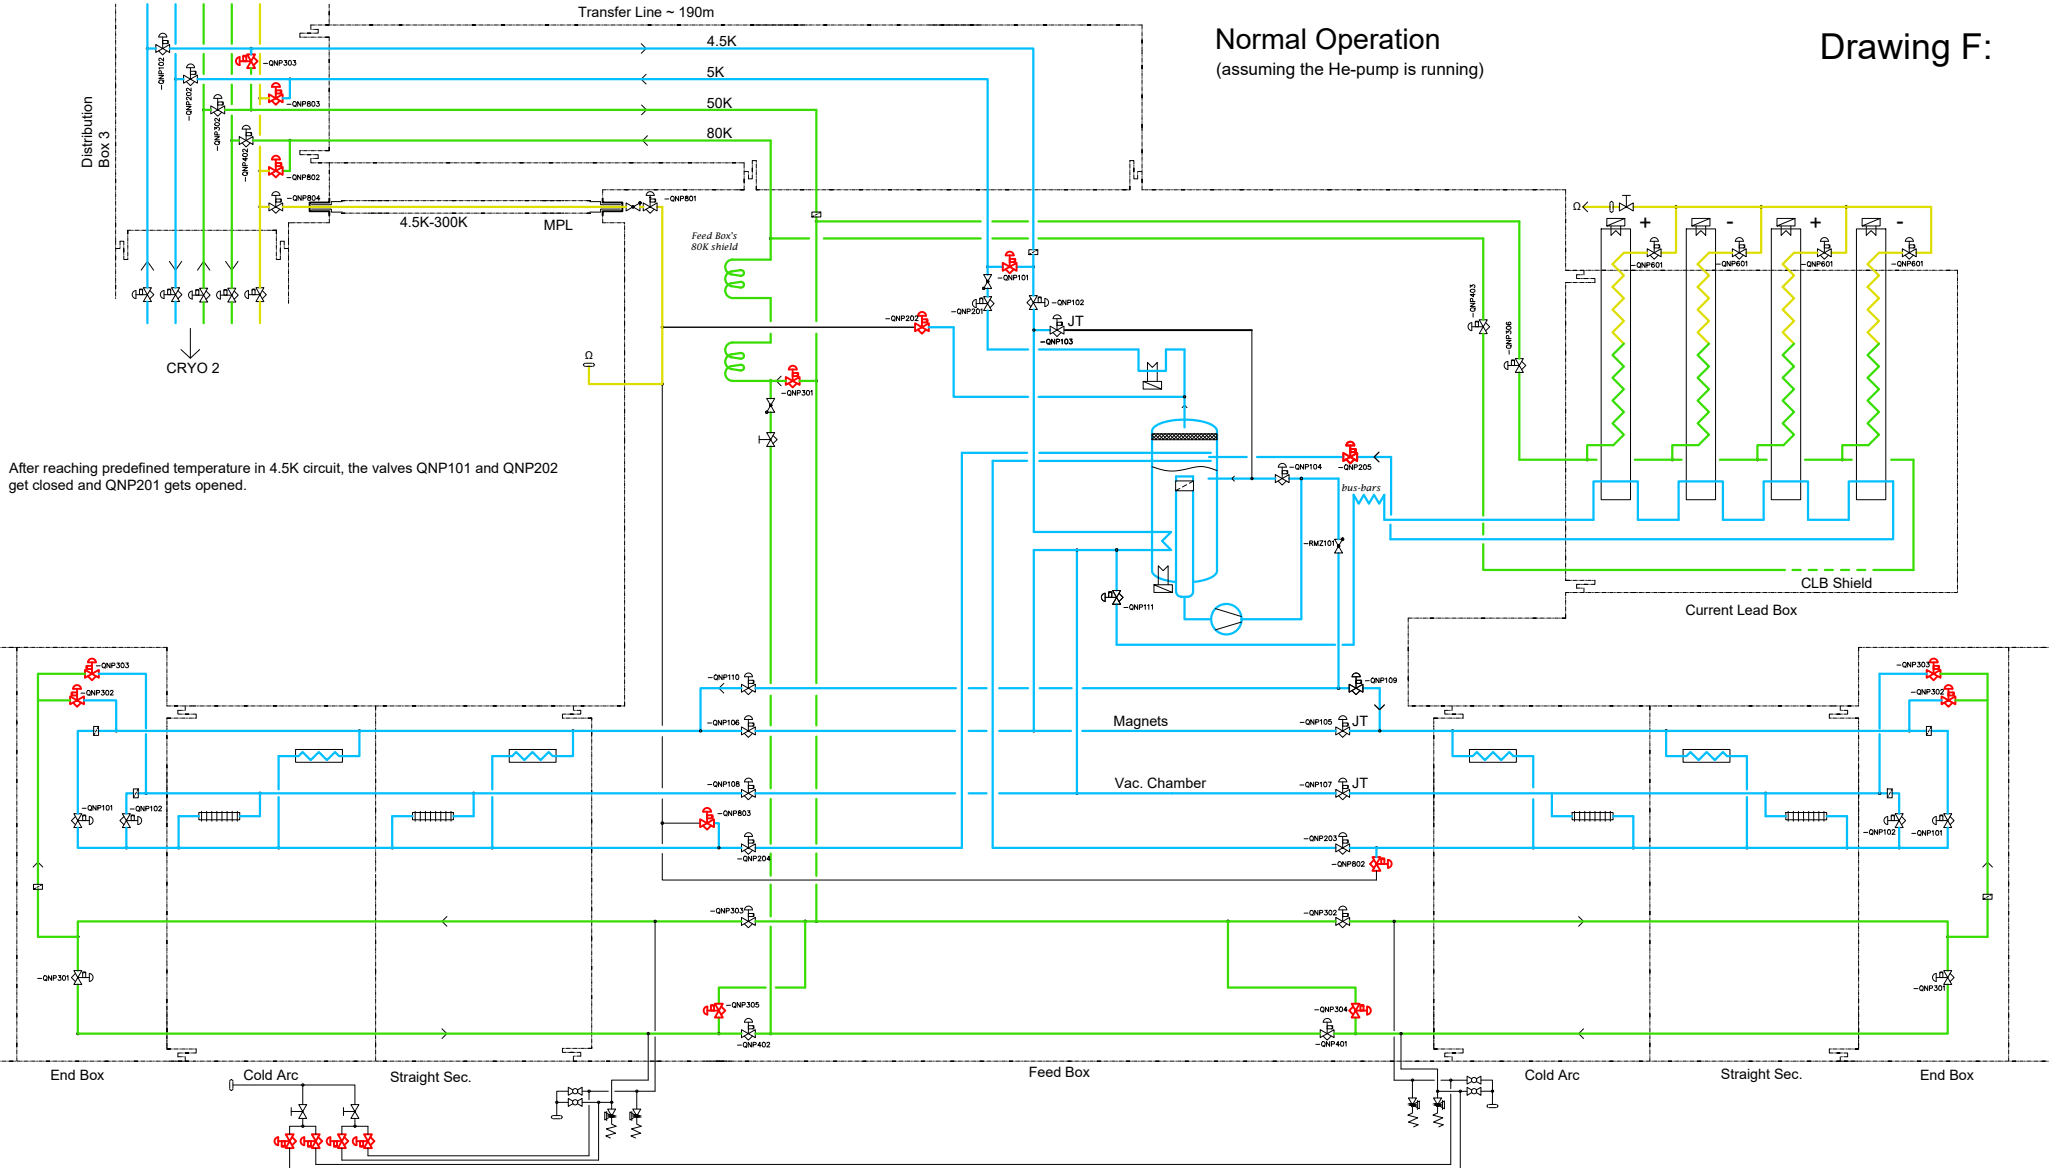 Transfer Line ~ 190m
Normal Operation
(assuming the He-pump is running)
Drawing F:
4.5K
5K
50K
80K
Distribution
Box 3
-QNP102
-QNP202
-QNP302
-QNP402
-QNP303
-QNP803
-QNP802
-QNP804
4.5K-300K
MPL
-QNP801
CRYO 2
Feed Box's
80K shield
Ω
-QNP202
-QNP301
-QNP101
-QNP201
-QNP102
JT
-QNP103
Ω
+
-
+
-
-QNP601
-QNP601
-QNP601
-QNP601
-QNP403
-QNP306
After reaching predefined temperature in 4.5K circuit, the valves QNP101 and QNP202
get closed and QNP201 gets opened.
-QNP205
-QNP104
bus-bars
-RMZ101
-QNP111
CLB Shield
Current Lead Box
-QNP303
-QNP302
-QNP101
-QNP102
-QNP110
-QNP106
-QNP108
-QNP803
-QNP204
Magnets
Vac. Chamber
-QNP109
-QNP105
JT
-QNP107
JT
-QNP203
-QNP802
-QNP303
-QNP302
-QNP102
-QNP101
-QNP303
-QNP302
-QNP301
-QNP301
-QNP305
-QNP402
-QNP304
-QNP401
End Box
Cold Arc
Straight Sec.
Feed Box
Cold Arc
Straight Sec.
End Box